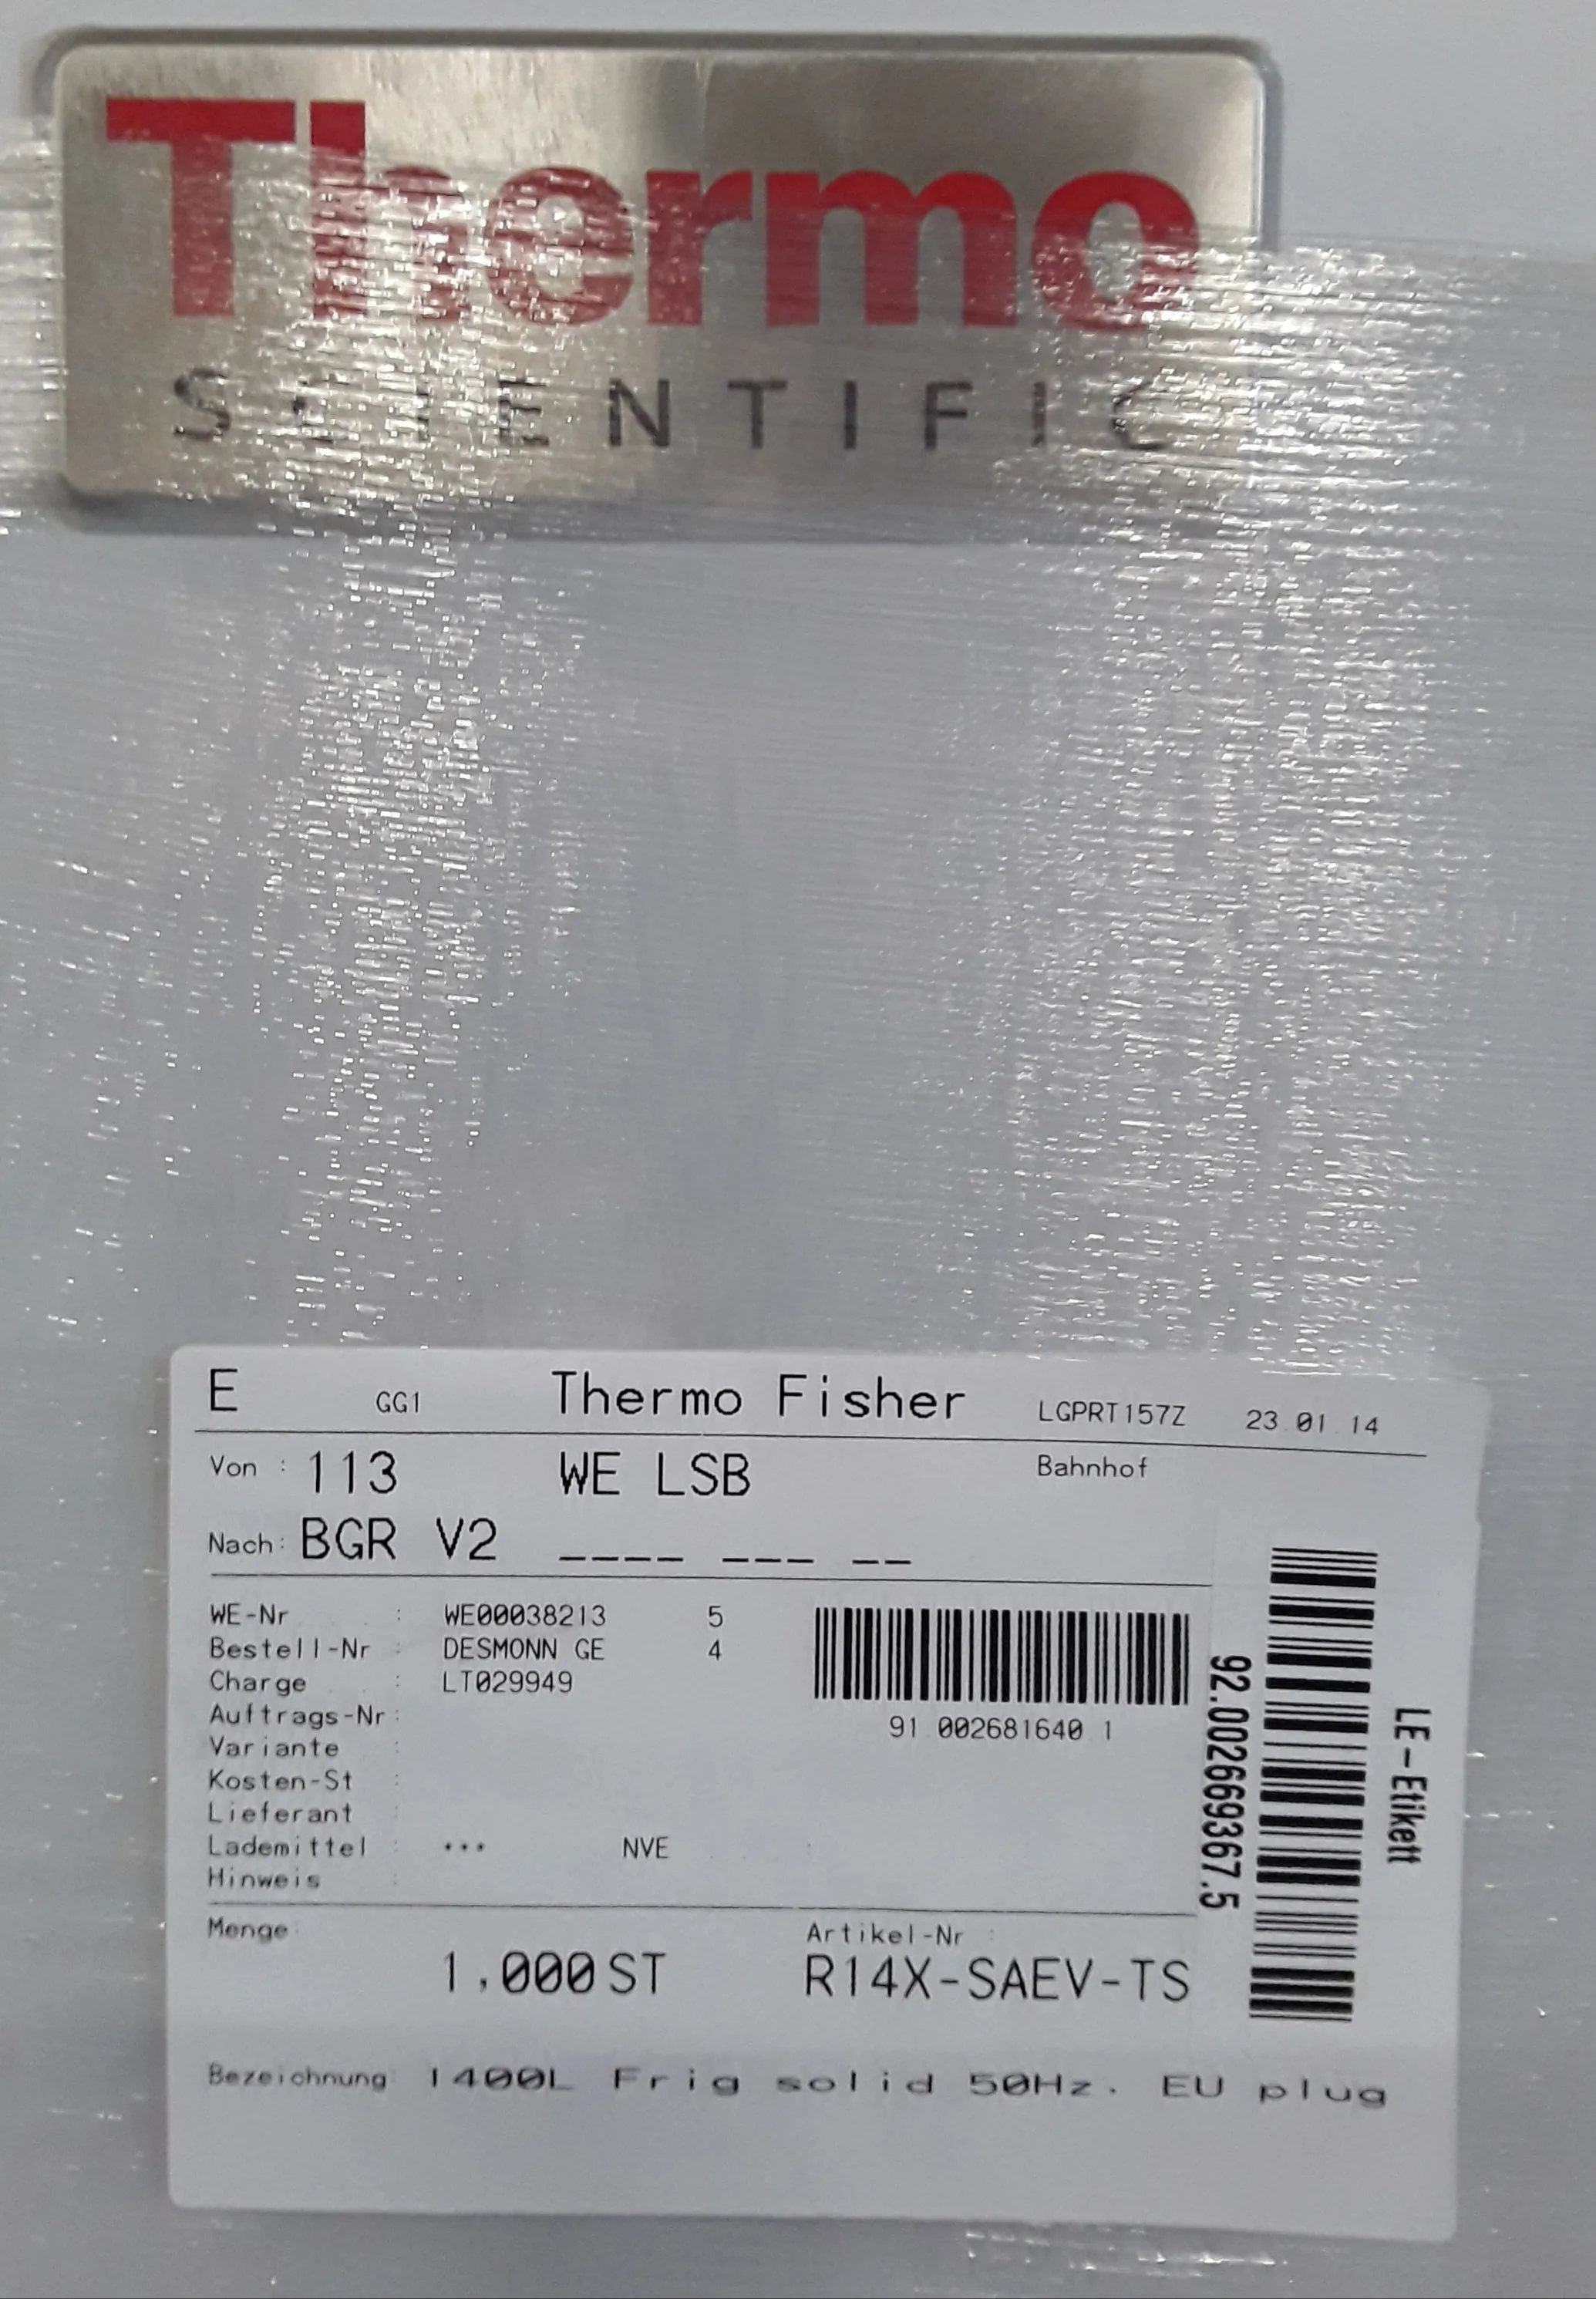 Thermo
SCIENTIFIC
E GG1 Thermo Fisher LGPRT157Z 23 01 14
Von : 113 WE LSB Bahnhof
Nach: BGR V2 ____ ___ __
WE-Nr : WE00038213 5
Bestell-Nr : DESMONN GE 4
Charge : LT029949
Auftrags-Nr :
Variante :
Kosten-St :
Lieferant :
Lademittel : *** NVE
Hinweis :
91 002681640 1
92.002669367.5
LE-Etikett
Menge: Artikel-Nr :
1,000 ST R14X-SAEV-TS
Bezeichnung: 1400L Frig solid 50Hz. EU plug